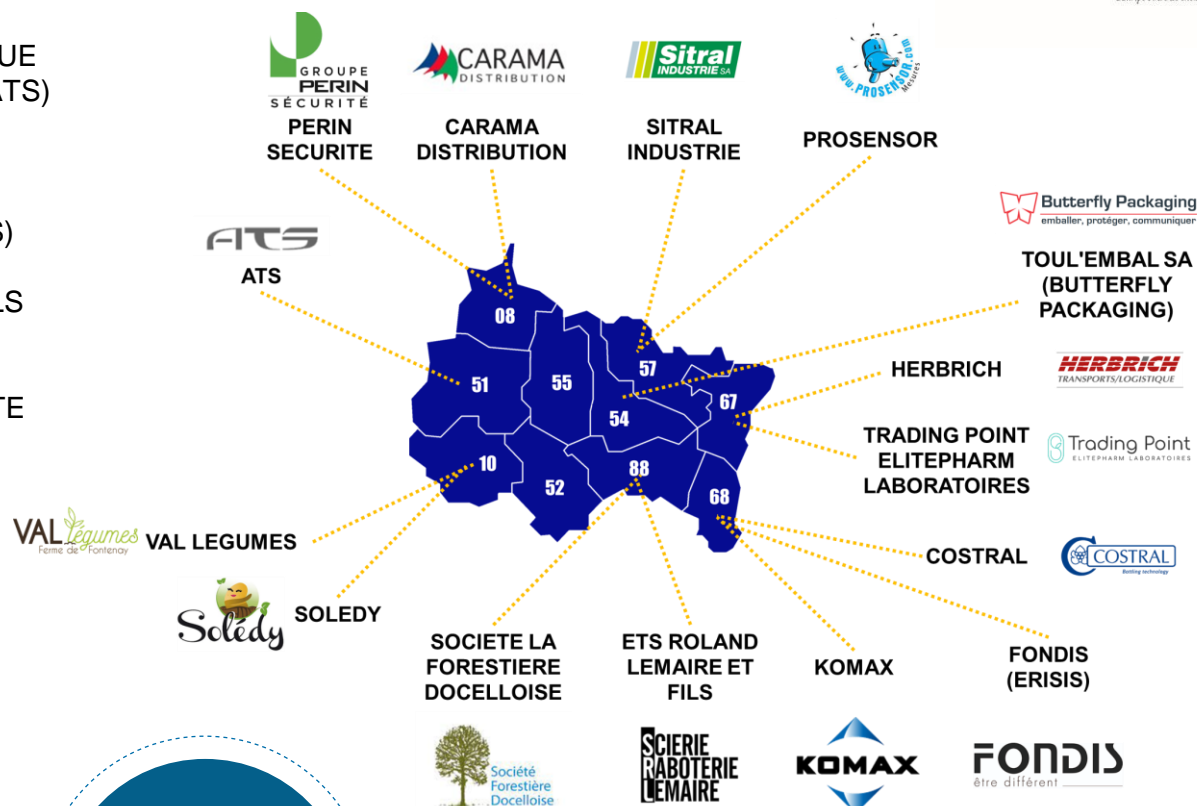 UE
ATS)
S)
LS
TE
GROUPE
PERIN
SÉCURITÉ
PERIN
SECURITE
CARAMA
DISTRIBUTION
CARAMA
DISTRIBUTION
Sitral
INDUSTRIE SA
SITRAL
INDUSTRIE
www.PROSENSOR.com
Mesures
PROSENSOR
ATS
ATS
Butterfly Packaging
emballer, protéger, communiquer
TOUL'EMBAL SA
(BUTTERFLY
PACKAGING)
HERBRICH
HERBRICH
TRANSPORTS/LOGISTIQUE
TRADING POINT
ELITEPHARM
LABORATOIRES
Trading Point
ELITEPHARM LABORATOIRES
COSTRAL
COSTRAL
Bottling technology
08
51
55
57
54
67
10
52
88
68
VAL Légumes
Ferme de Fontenay
VAL LEGUMES
Solédy
SOLEDY
SOCIETE LA
FORESTIERE
DOCELLOISE
Société
Forestière
Docelloise
ETS ROLAND
LEMAIRE ET
FILS
SCIERIE
RABOTERIE
LEMAIRE
KOMAX
KOMAX
FONDIS
(ERISIS)
FONDIS
être différent